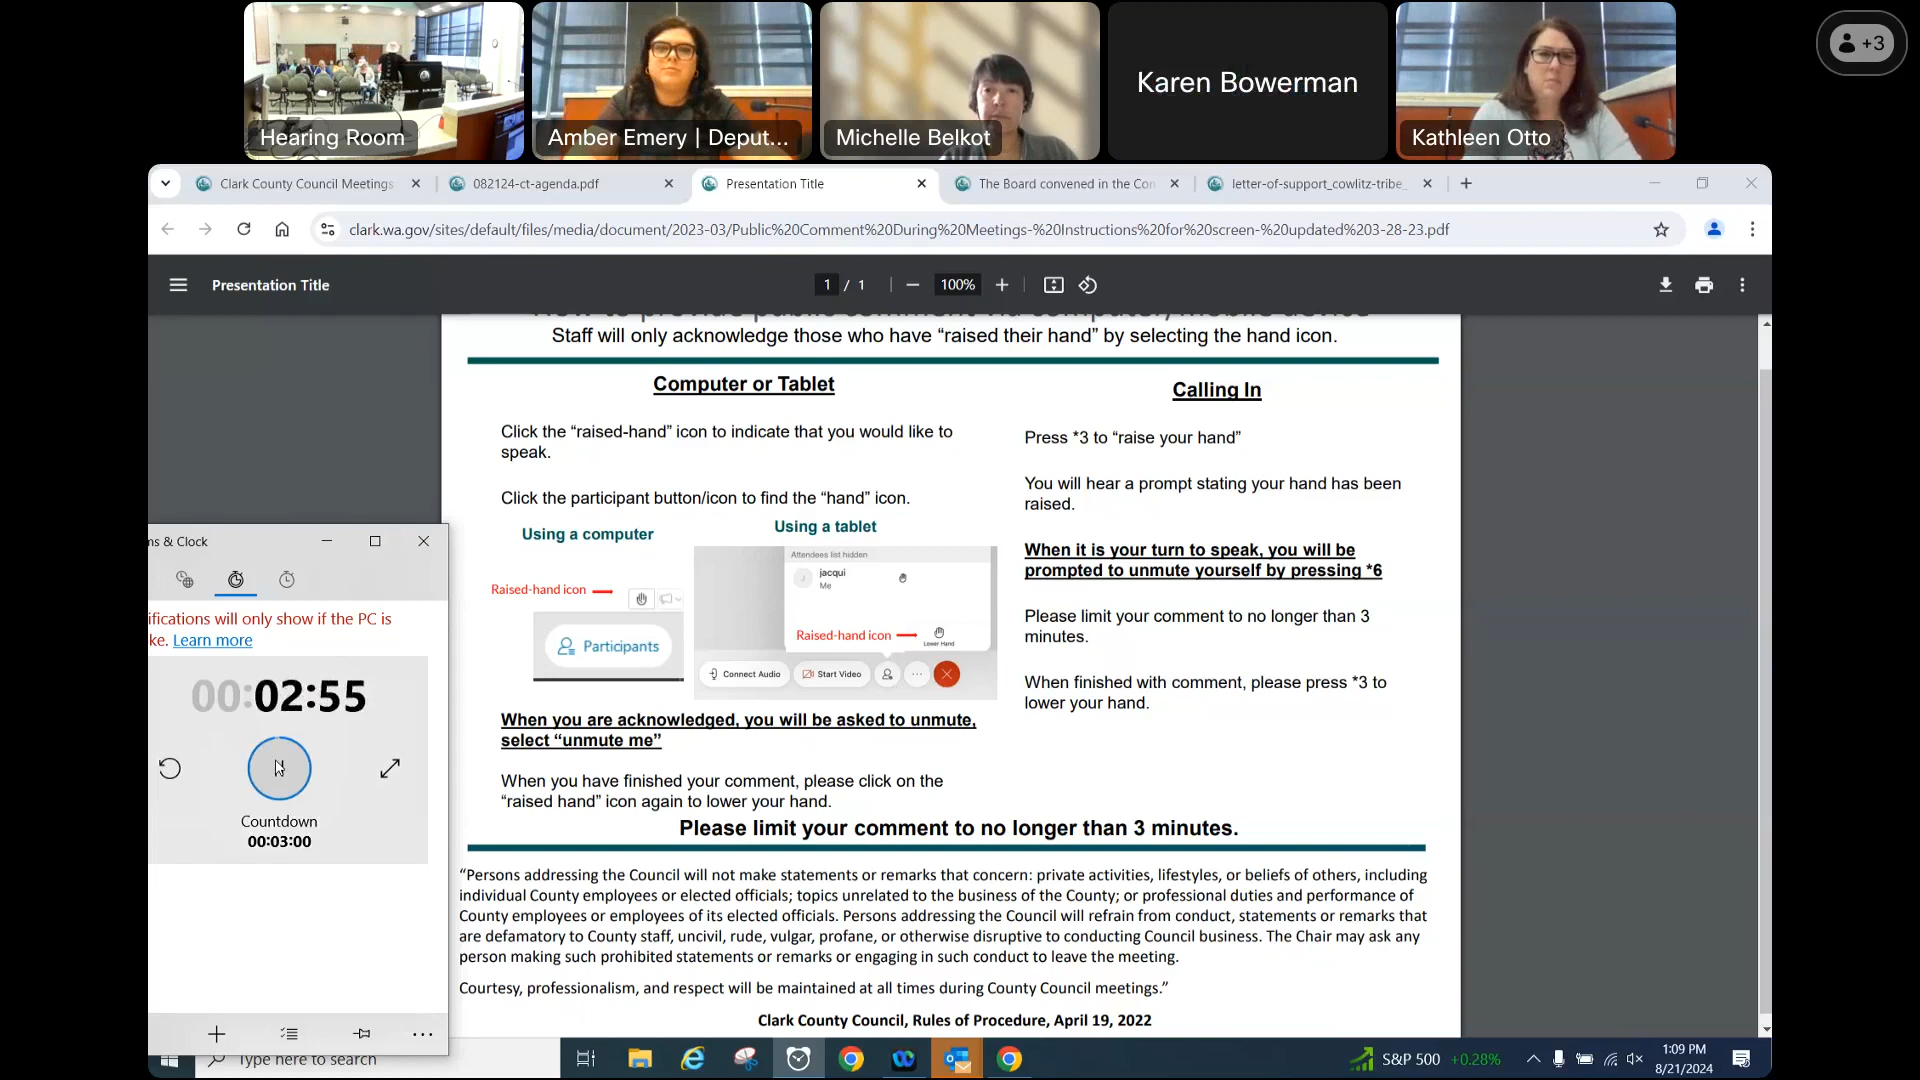 Hearing Room
Amber Emery | Deput...
Michelle Belkot
Karen Bowerman
Kathleen Otto
+3
Clark County Council Meetings
082124-ct-agenda.pdf
Presentation Title
The Board convened in the Con
letter-of-support_cowlitz-tribe_
clark.wa.gov/sites/default/files/media/document/2023-03/Public%20Comment%20During%20Meetings-%20Instructions%20for%20screen-%20updated%203-28-23.pdf
Presentation Title
1 / 1
100%
How to provide public comment via computer/mobile device
Staff will only acknowledge those who have “raised their hand” by selecting the hand icon.
Computer or Tablet
Click the “raised-hand” icon to indicate that you would like to
speak.
Click the participant button/icon to find the “hand” icon.
Using a computer
Using a tablet
Raised-hand icon
Participants
Attendees list hidden
J
jacqui
Me
Raised-hand icon
Lower Hand
Connect Audio
Start Video
When you are acknowledged, you will be asked to unmute,
select “unmute me”
When you have finished your comment, please click on the
“raised hand” icon again to lower your hand.
Calling In
Press *3 to “raise your hand”
You will hear a prompt stating your hand has been
raised.
When it is your turn to speak, you will be
prompted to unmute yourself by pressing *6
Please limit your comment to no longer than 3
minutes.
When finished with comment, please press *3 to
lower your hand.
Please limit your comment to no longer than 3 minutes.
“Persons addressing the Council will not make statements or remarks that concern: private activities, lifestyles, or beliefs of others, including
individual County employees or elected officials; topics unrelated to the business of the County; or professional duties and performance of
County employees or employees of its elected officials. Persons addressing the Council will refrain from conduct, statements or remarks that
are defamatory to County staff, uncivil, rude, vulgar, profane, or otherwise disruptive to conducting Council business. The Chair may ask any
person making such prohibited statements or remarks or engaging in such conduct to leave the meeting.
Courtesy, professionalism, and respect will be maintained at all times during County Council meetings.”
Clark County Council, Rules of Procedure, April 19, 2022
ns & Clock
ifications will only show if the PC is
ke. Learn more
00:02:55
Countdown
00:03:00
Type here to search
S&P 500 +0.28%
1:09 PM
8/21/2024